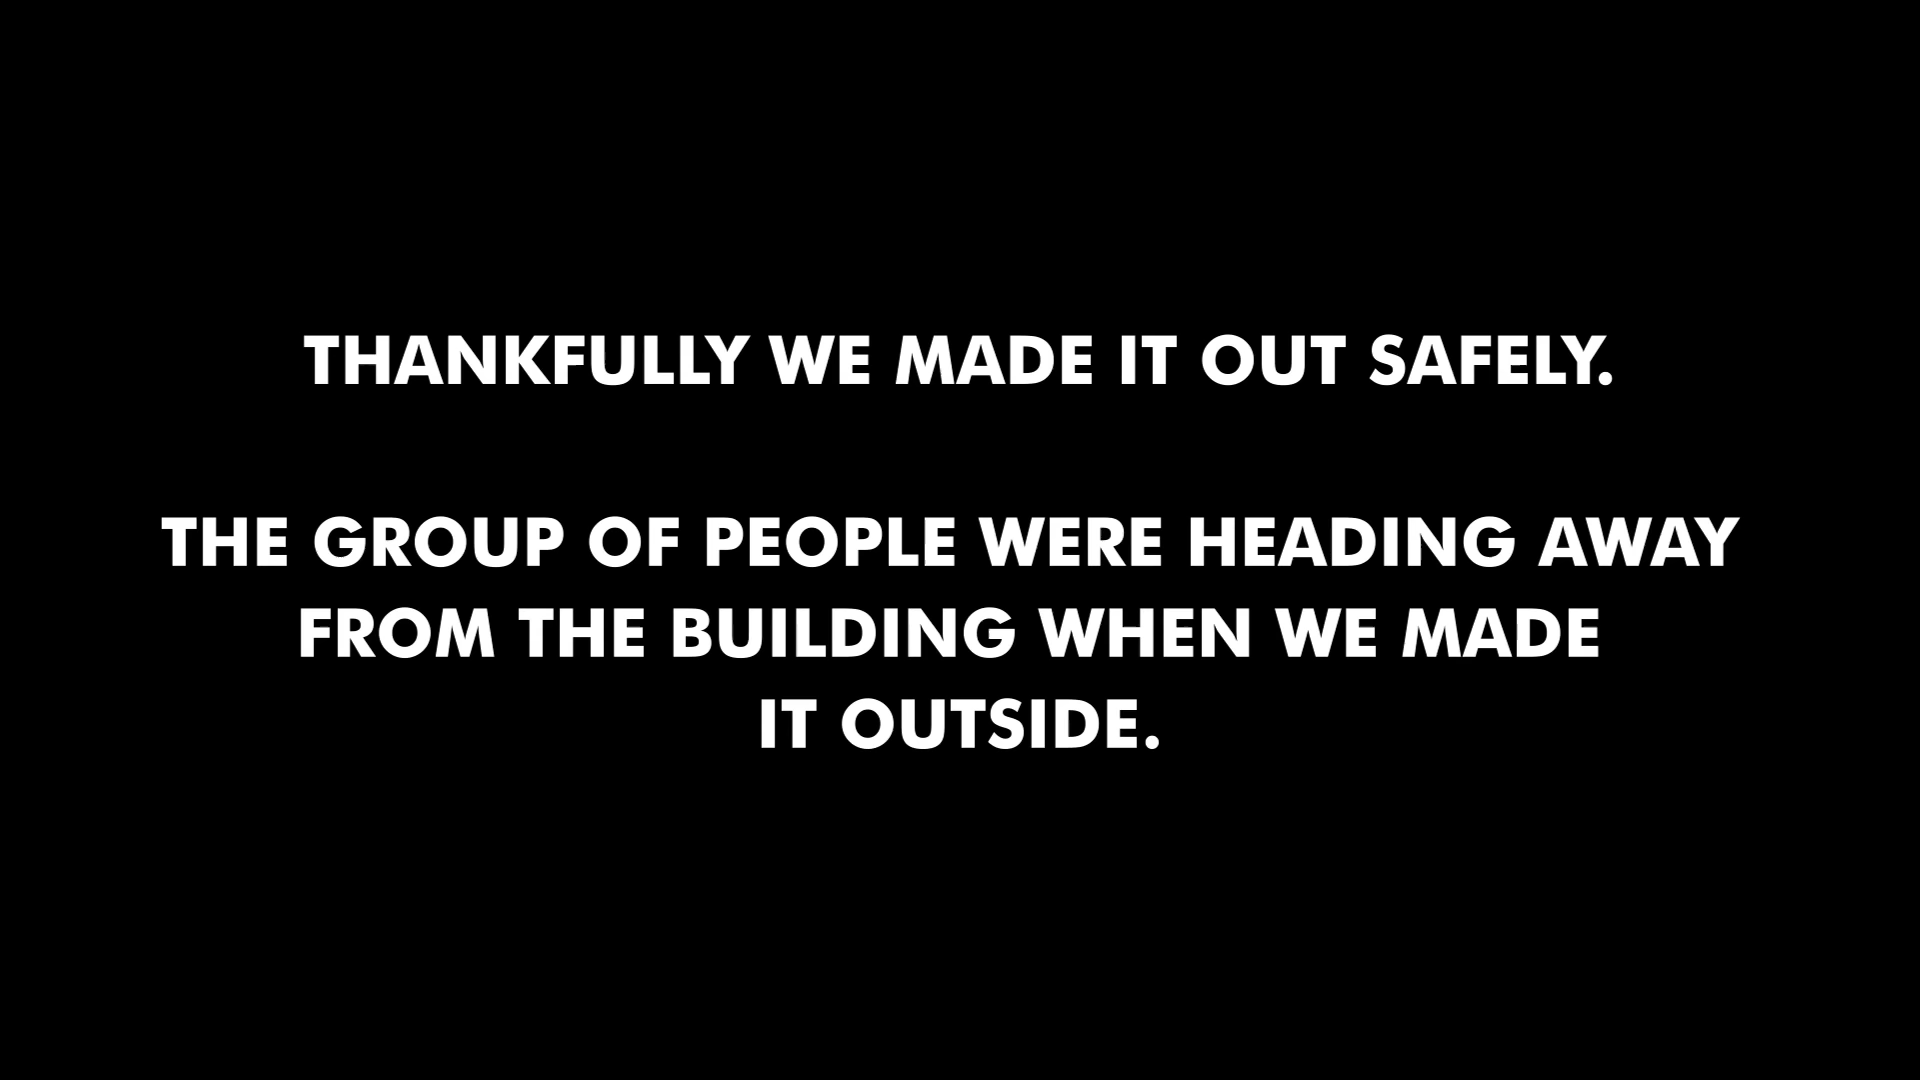 THANKFULLY WE MADE IT OUT SAFELY.
THE GROUP OF PEOPLE WERE HEADING AWAY
FROM THE BUILDING WHEN WE MADE
IT OUTSIDE.